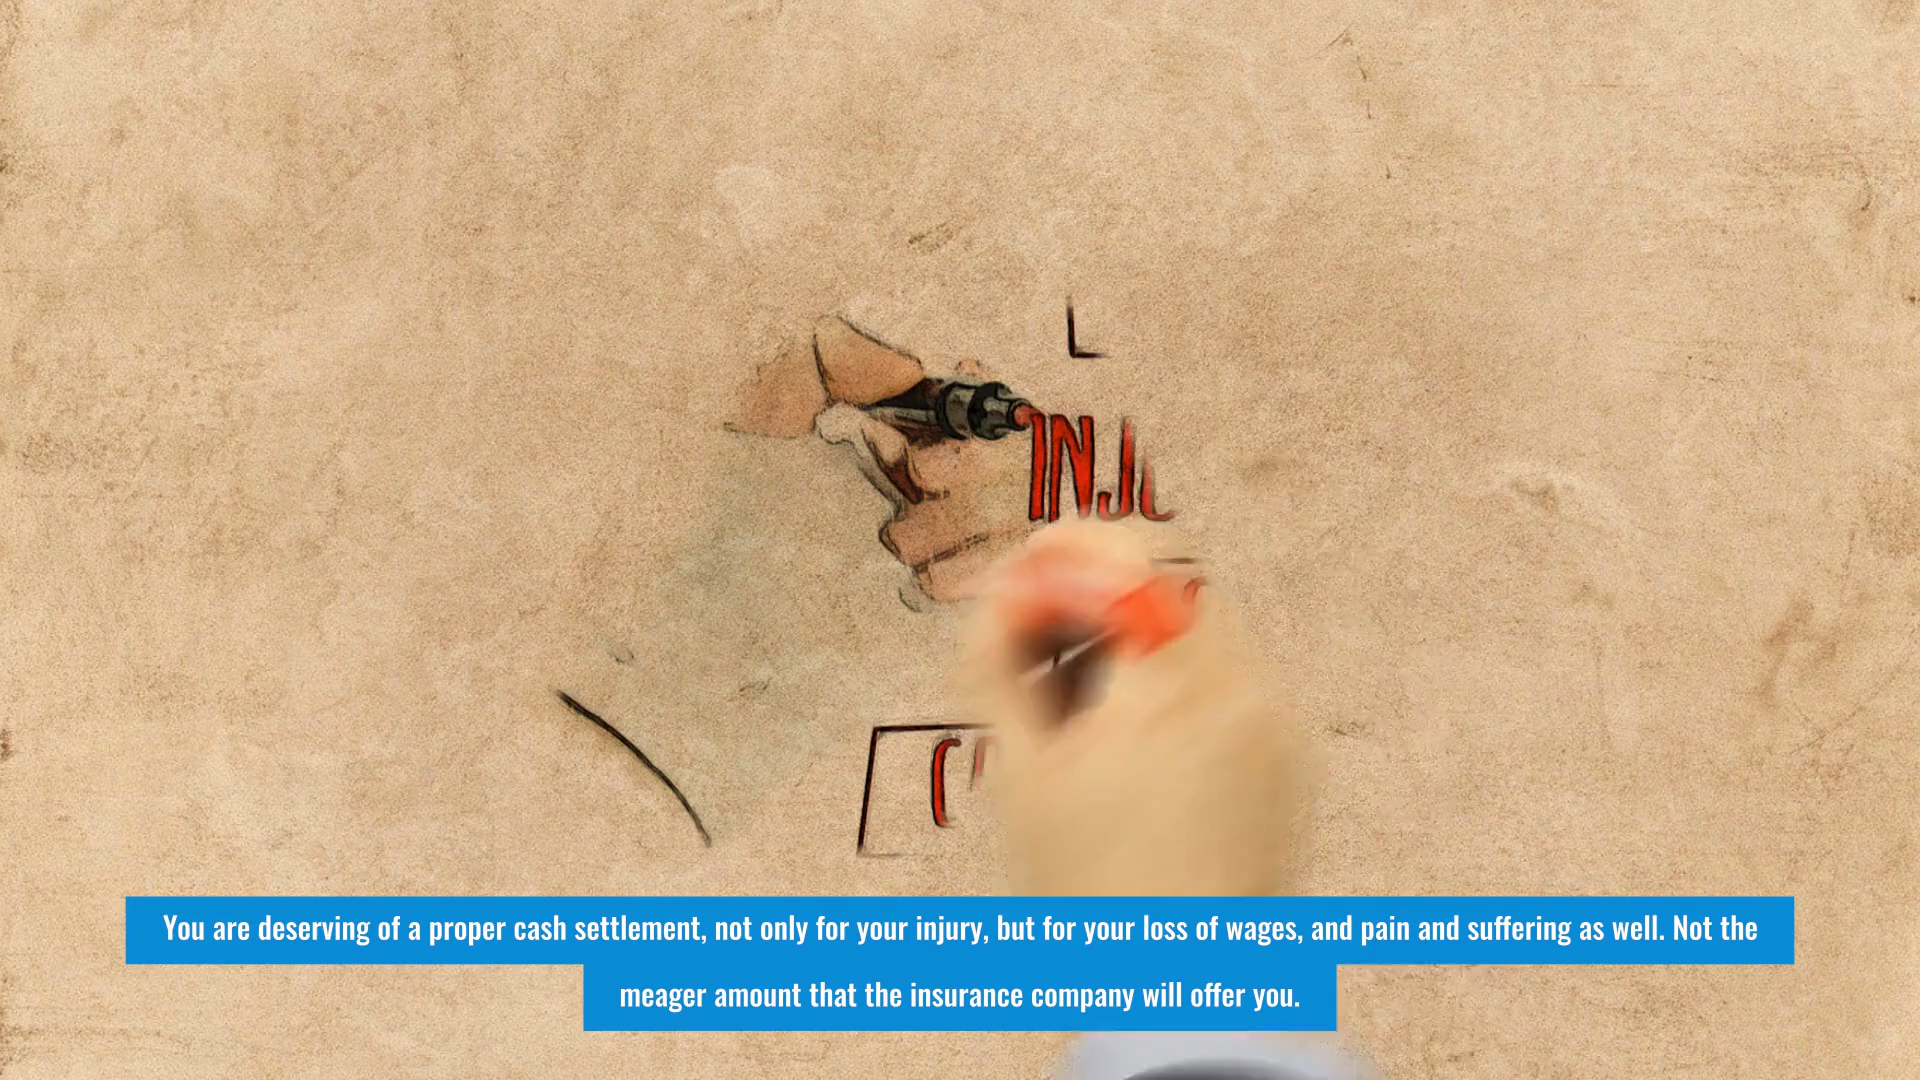 INJU
You are deserving of a proper cash settlement, not only for your injury, but for your loss of wages, and pain and suffering as well. Not the
meager amount that the insurance company will offer you.